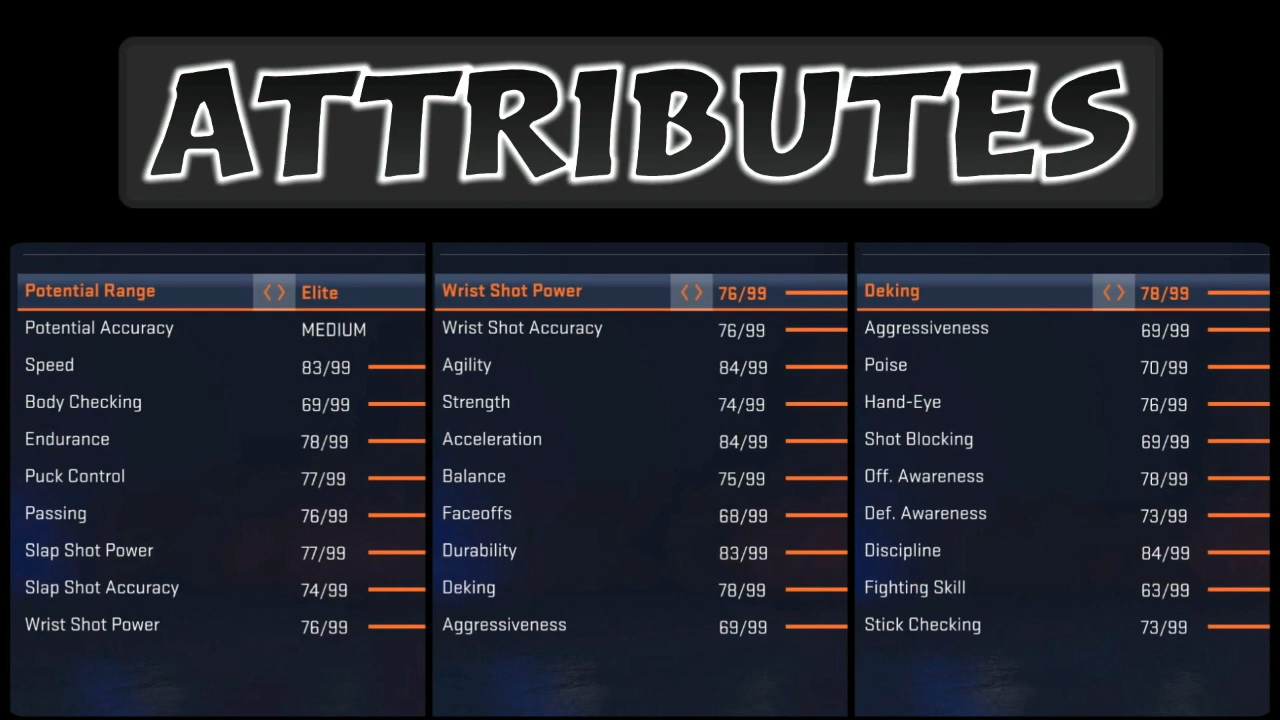 ATTRIBUTES
Potential Range <> Elite
Potential Accuracy MEDIUM
Speed 83/99
Body Checking 69/99
Endurance 78/99
Puck Control 77/99
Passing 76/99
Slap Shot Power 77/99
Slap Shot Accuracy 74/99
Wrist Shot Power 76/99
Wrist Shot Power <> 76/99
Wrist Shot Accuracy 76/99
Agility 84/99
Strength 74/99
Acceleration 84/99
Balance 75/99
Faceoffs 68/99
Durability 83/99
Deking 78/99
Aggressiveness 69/99
Deking <> 78/99
Aggressiveness 69/99
Poise 70/99
Hand-Eye 76/99
Shot Blocking 69/99
Off. Awareness 78/99
Def. Awareness 73/99
Discipline 84/99
Fighting Skill 63/99
Stick Checking 73/99